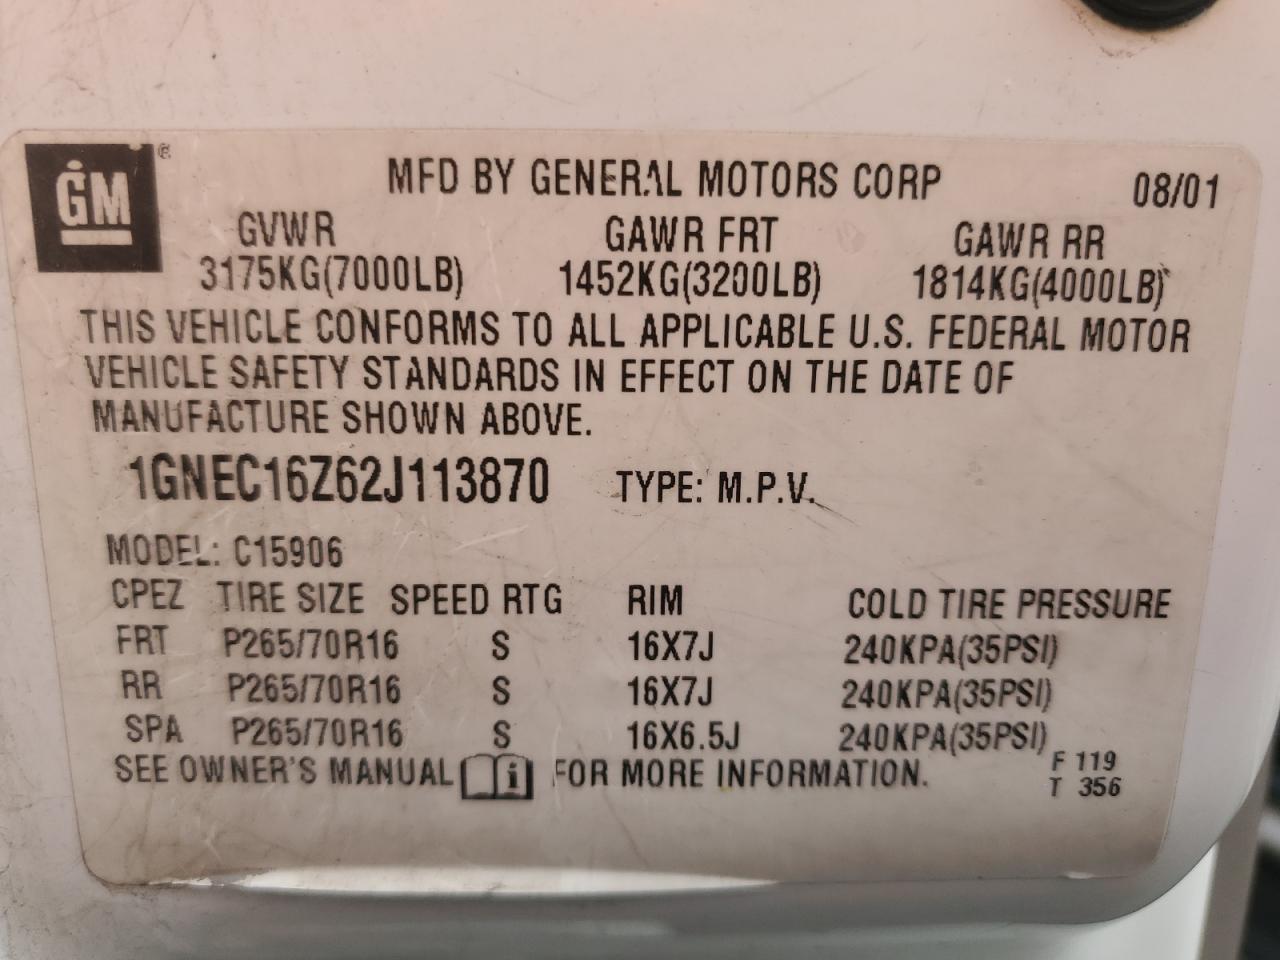 GM®
MFD BY GENERAL MOTORS CORP 08/01
GVWR GAWR FRT GAWR RR
3175KG(7000LB) 1452KG(3200LB) 1814KG(4000LB)
THIS VEHICLE CONFORMS TO ALL APPLICABLE U.S. FEDERAL MOTOR
VEHICLE SAFETY STANDARDS IN EFFECT ON THE DATE OF
MANUFACTURE SHOWN ABOVE.
1GNEC16Z62J113870 TYPE: M.P.V.
MODEL: C15906
CPEZ TIRE SIZE SPEED RTG RIM COLD TIRE PRESSURE
FRT P265/70R16 S 16X7J 240KPA(35PSI)
RR P265/70R16 S 16X7J 240KPA(35PSI)
SPA P265/70R16 S 16X6.5J 240KPA(35PSI)
SEE OWNER'S MANUAL i FOR MORE INFORMATION.
F 119
T 356